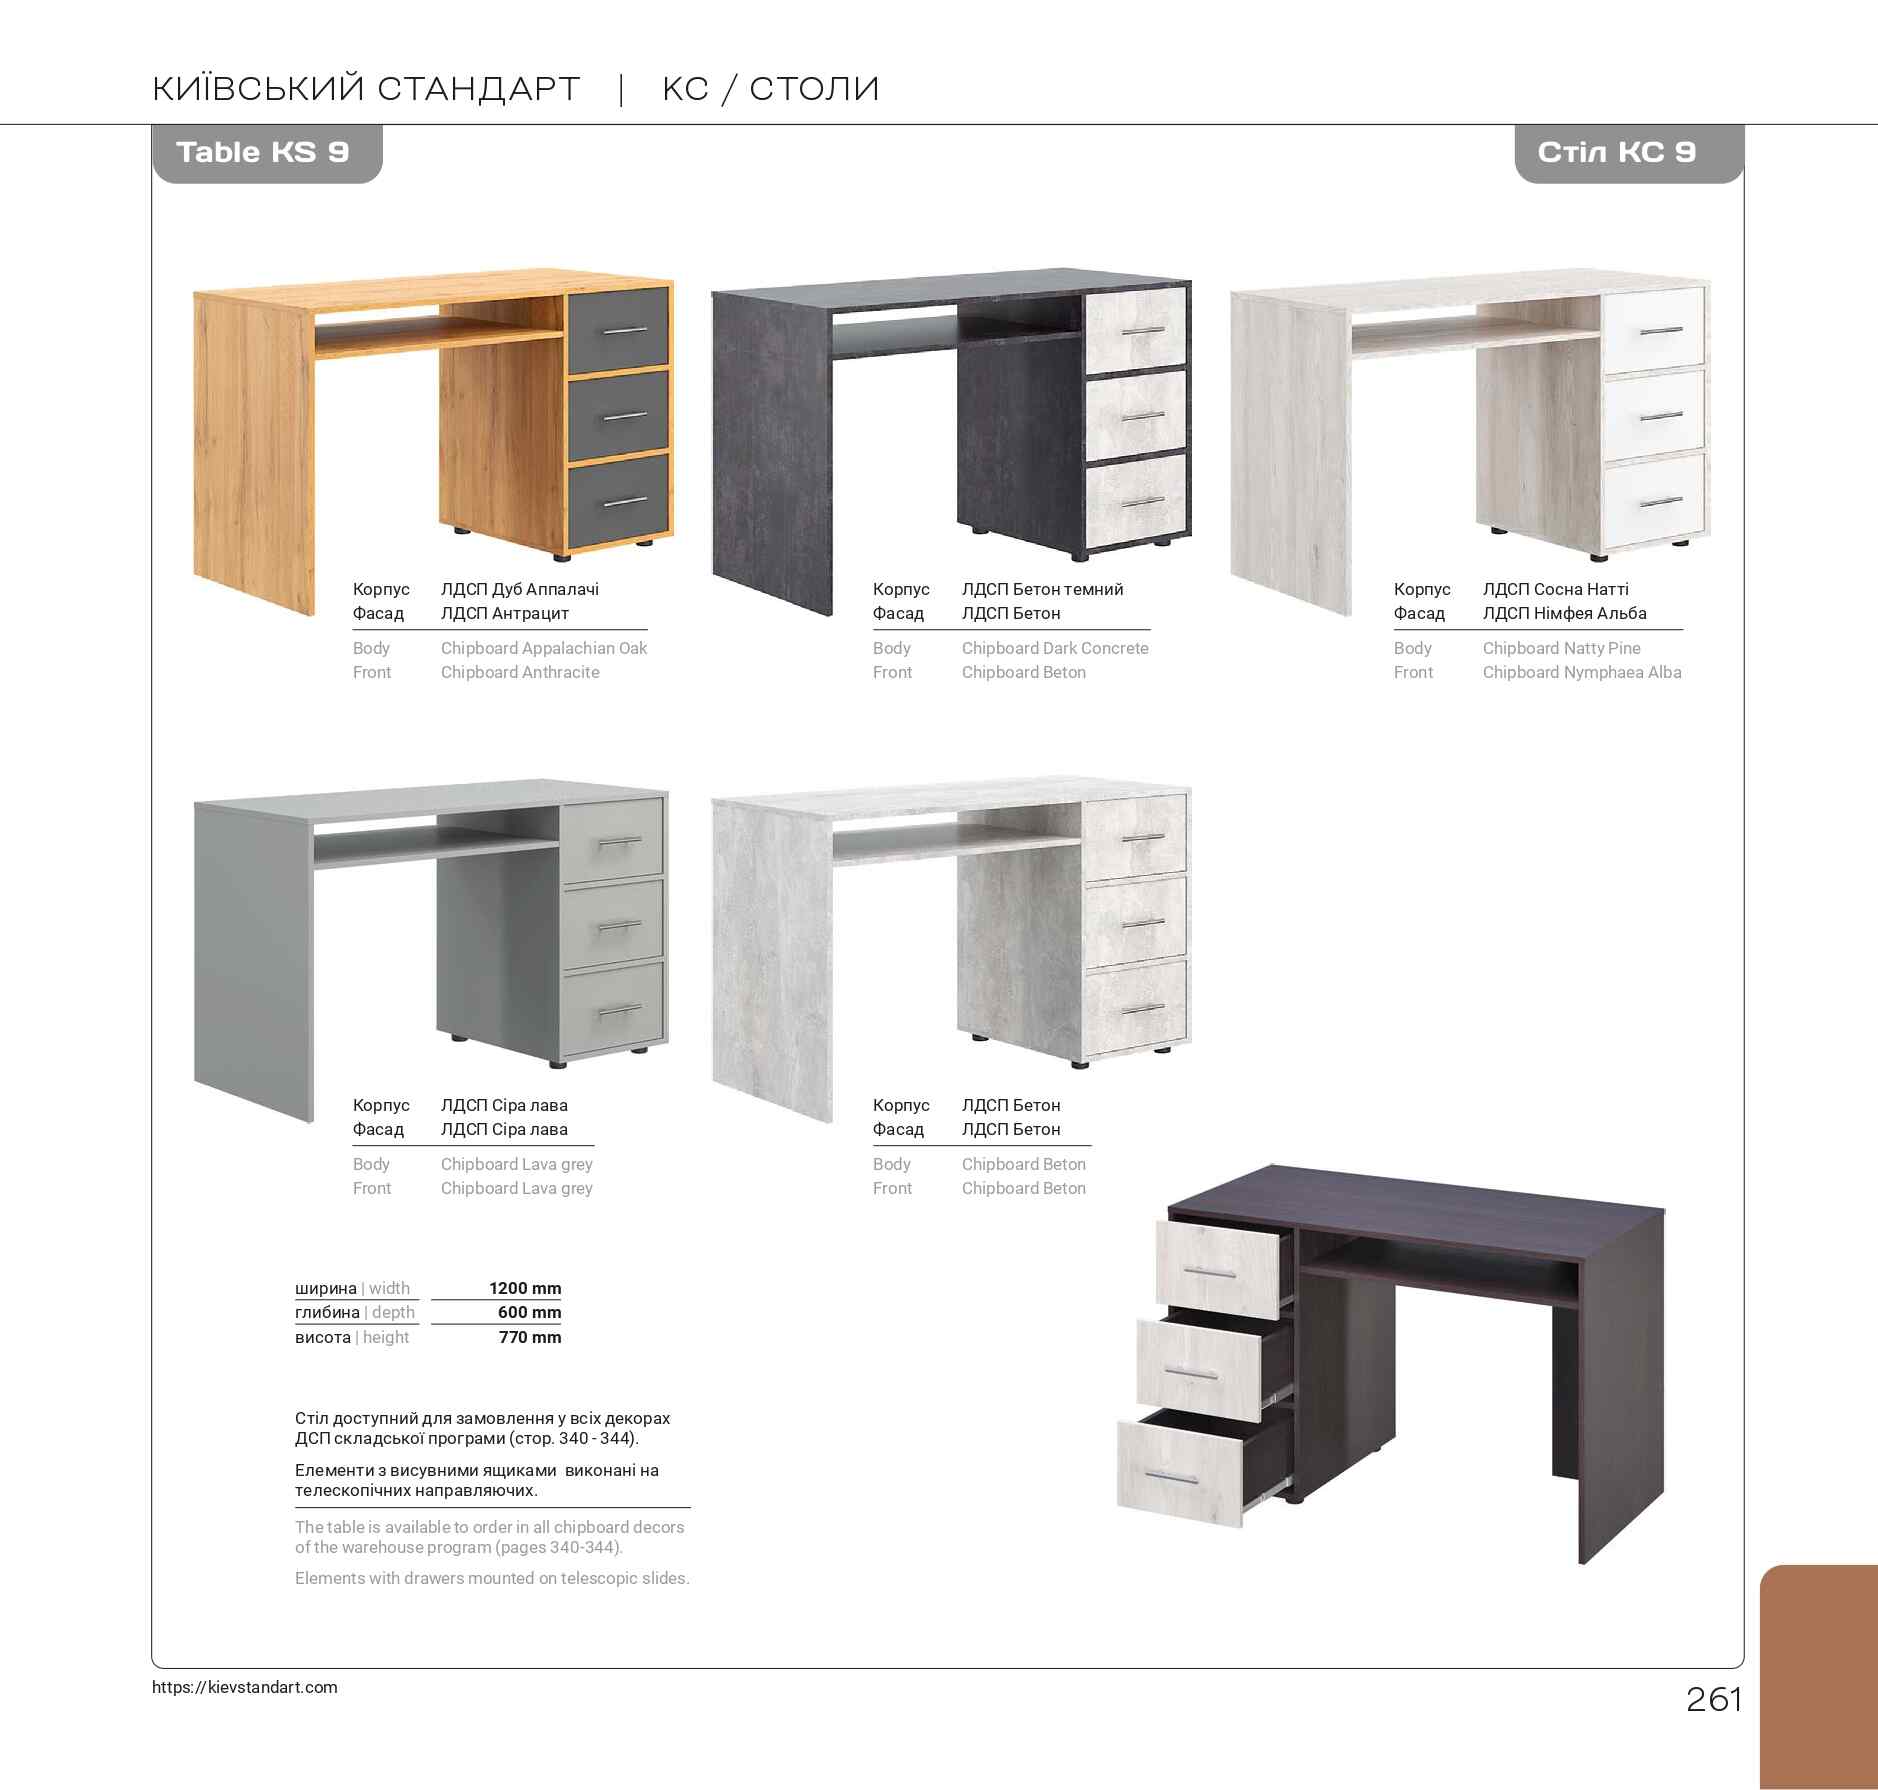 КИЇВСЬКИЙ СТАНДАРТ | КС / СТОЛИ
Table KS 9
Стіл КС 9
Корпус ЛДСП Дуб Аппалачі
Фасад ЛДСП Антрацит
Body Chipboard Appalachian Oak
Front Chipboard Anthracite
Корпус ЛДСП Бетон темний
Фасад ЛДСП Бетон
Body Chipboard Dark Concrete
Front Chipboard Beton
Корпус ЛДСП Сосна Натті
Фасад ЛДСП Німфея Альба
Body Chipboard Natty Pine
Front Chipboard Nymphaea Alba
Корпус ЛДСП Сіра лава
Фасад ЛДСП Сіра лава
Body Chipboard Lava grey
Front Chipboard Lava grey
Корпус ЛДСП Бетон
Фасад ЛДСП Бетон
Body Chipboard Beton
Front Chipboard Beton
ширина | width 1200 mm
глибина | depth 600 mm
висота | height 770 mm
Стіл доступний для замовлення у всіх декорах
ДСП складської програми (стор. 340 - 344).
Елементи з висувними ящиками виконані на
телескопічних направляючих.
The table is available to order in all chipboard decors
of the warehouse program (pages 340-344).
Elements with drawers mounted on telescopic slides.
https://kievstandart.com
261